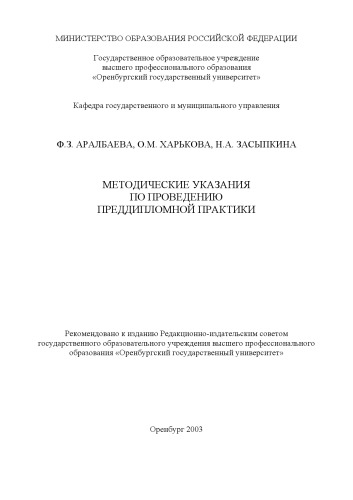 МИНИСТЕРСТВО ОБРАЗОВАНИЯ РОССИЙСКОЙ ФЕДЕРАЦИИ
Государственное образовательное учреждение
высшего профессионального образования
«Оренбургский государственный университет»
Кафедра государственного и муниципального управления
Ф.З. АРАЛБАЕВА, О.М. ХАРЬКОВА, Н.А. ЗАСЫПКИНА
МЕТОДИЧЕСКИЕ УКАЗАНИЯ
ПО ПРОВЕДЕНИЮ
ПРЕДДИПЛОМНОЙ ПРАКТИКИ
Рекомендовано к изданию Редакционно-издательским советом
государственного образовательного учреждения высшего профессионального
образования «Оренбургский государственный университет»
Оренбург 2003